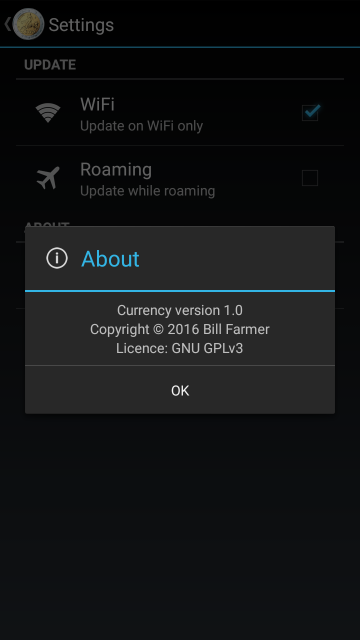 Settings
UPDATE
WiFi
Update on WiFi only
Roaming
Update while roaming
ABOUT
About
Currency version 1.0
Copyright © 2016 Bill Farmer
Licence: GNU GPLv3
OK